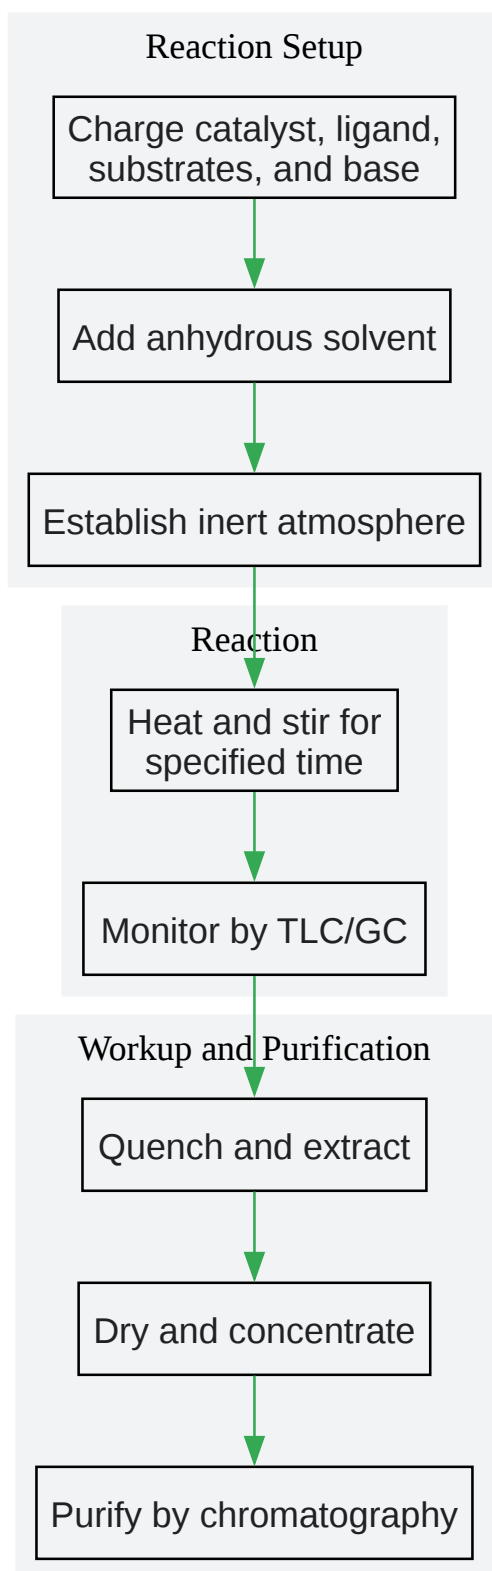 Reaction Setup
Charge catalyst, ligand,
substrates, and base
Add anhydrous solvent
Establish inert atmosphere
Reaction
Heat and stir for
specified time
Monitor by TLC/GC
Workup and Purification
Quench and extract
Dry and concentrate
Purify by chromatography